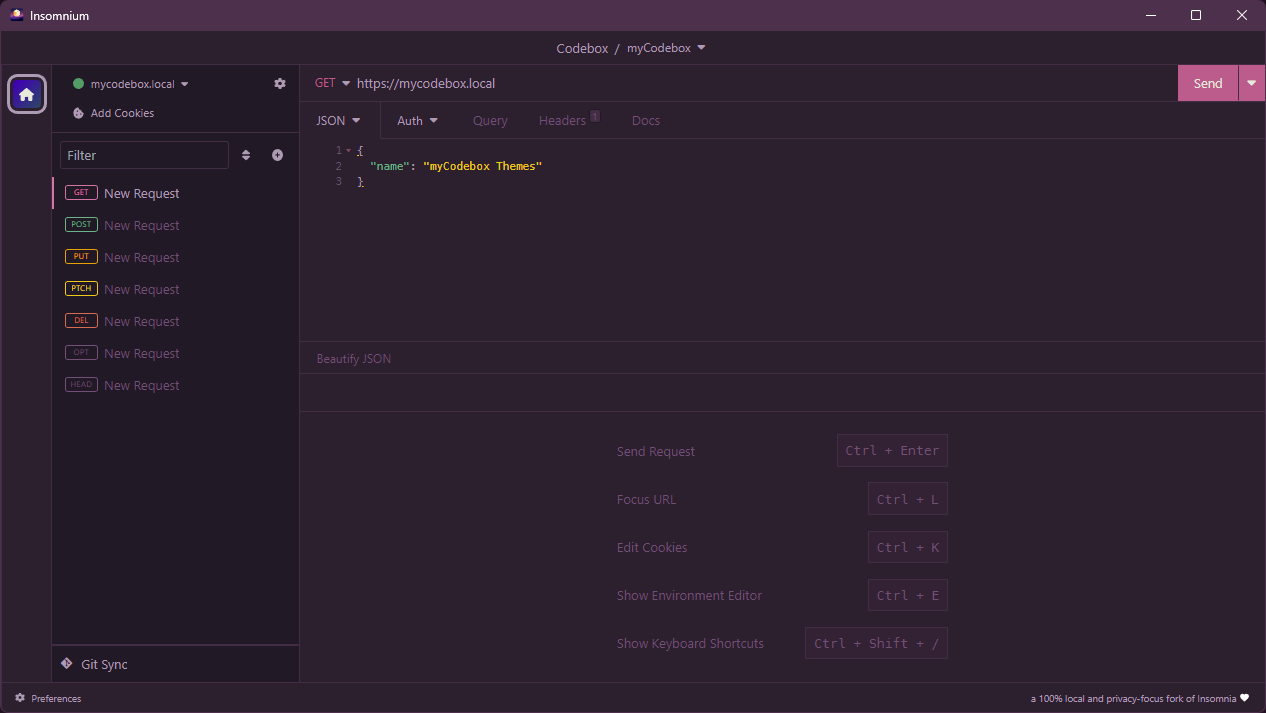 Insomnium
Codebox / myCodebox
mycodebox.local
Add Cookies
Filter
GET New Request
POST New Request
PUT New Request
PTCH New Request
DEL New Request
OPT New Request
HEAD New Request
Git Sync
GET https://mycodebox.local Send
JSON Auth Query Headers 1 Docs
1 {
2 "name": "myCodebox Themes"
3 }
Beautify JSON
Send Request Ctrl + Enter
Focus URL Ctrl + L
Edit Cookies Ctrl + K
Show Environment Editor Ctrl + E
Show Keyboard Shortcuts Ctrl + Shift + /
Preferences a 100% local and privacy-focus fork of Insomnia